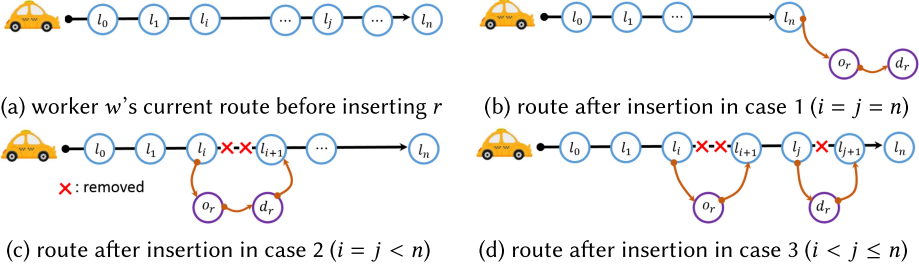 l₀ l₁ lᵢ ... lⱼ ... lₙ
(a) worker w's current route before inserting r
l₀ l₁ ... lₙ
oᵣ dᵣ
(b) route after insertion in case 1 (i = j = n)
l₀ l₁ lᵢ lᵢ₊₁ ... lₙ
: removed
oᵣ dᵣ
(c) route after insertion in case 2 (i = j < n)
l₀ l₁ lᵢ lᵢ₊₁ lⱼ lⱼ₊₁ lₙ
oᵣ dᵣ
(d) route after insertion in case 3 (i < j ≤ n)